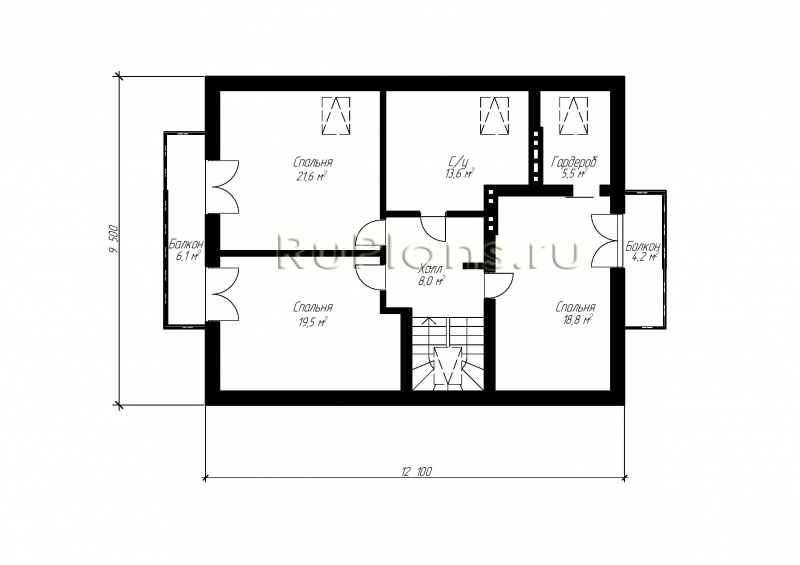 Спальня
21,6 м²
С/у
13,6 м²
Гардероб
5,5 м²
Балкон
6,1 м²
RuPlans.ru
Балкон
4,2 м²
Холл
8,0 м²
Спальня
19,5 м²
Спальня
18,8 м²
9 500
12 100